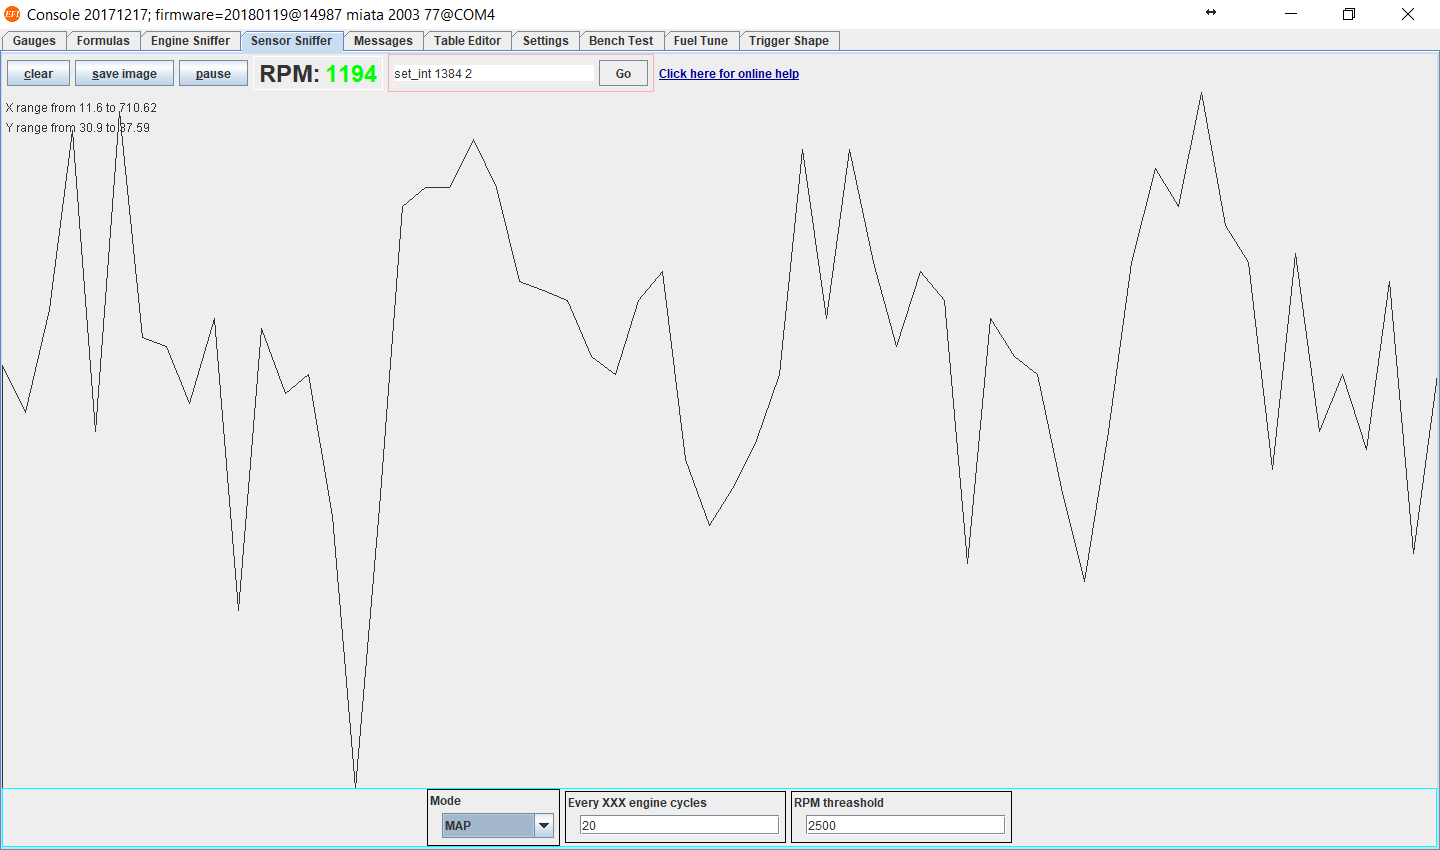 EFI Console 20171217; firmware=20180119@14987 miata 2003 77@COM4
Gauges Formulas Engine Sniffer Sensor Sniffer Messages Table Editor Settings Bench Test Fuel Tune Trigger Shape
clear save image pause RPM: 1194 set_int 1384 2 Go Click here for online help
X range from 11.6 to 710.62
Y range from 30.9 to 37.59
Mode Every XXX engine cycles RPM threashold
MAP 20 2500